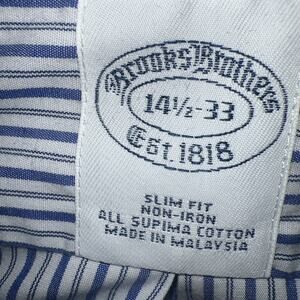 Brooks Brothers
14½-33
Est. 1818
SLIM FIT
NON-IRON
ALL SUPIMA COTTON
MADE IN MALAYSIA